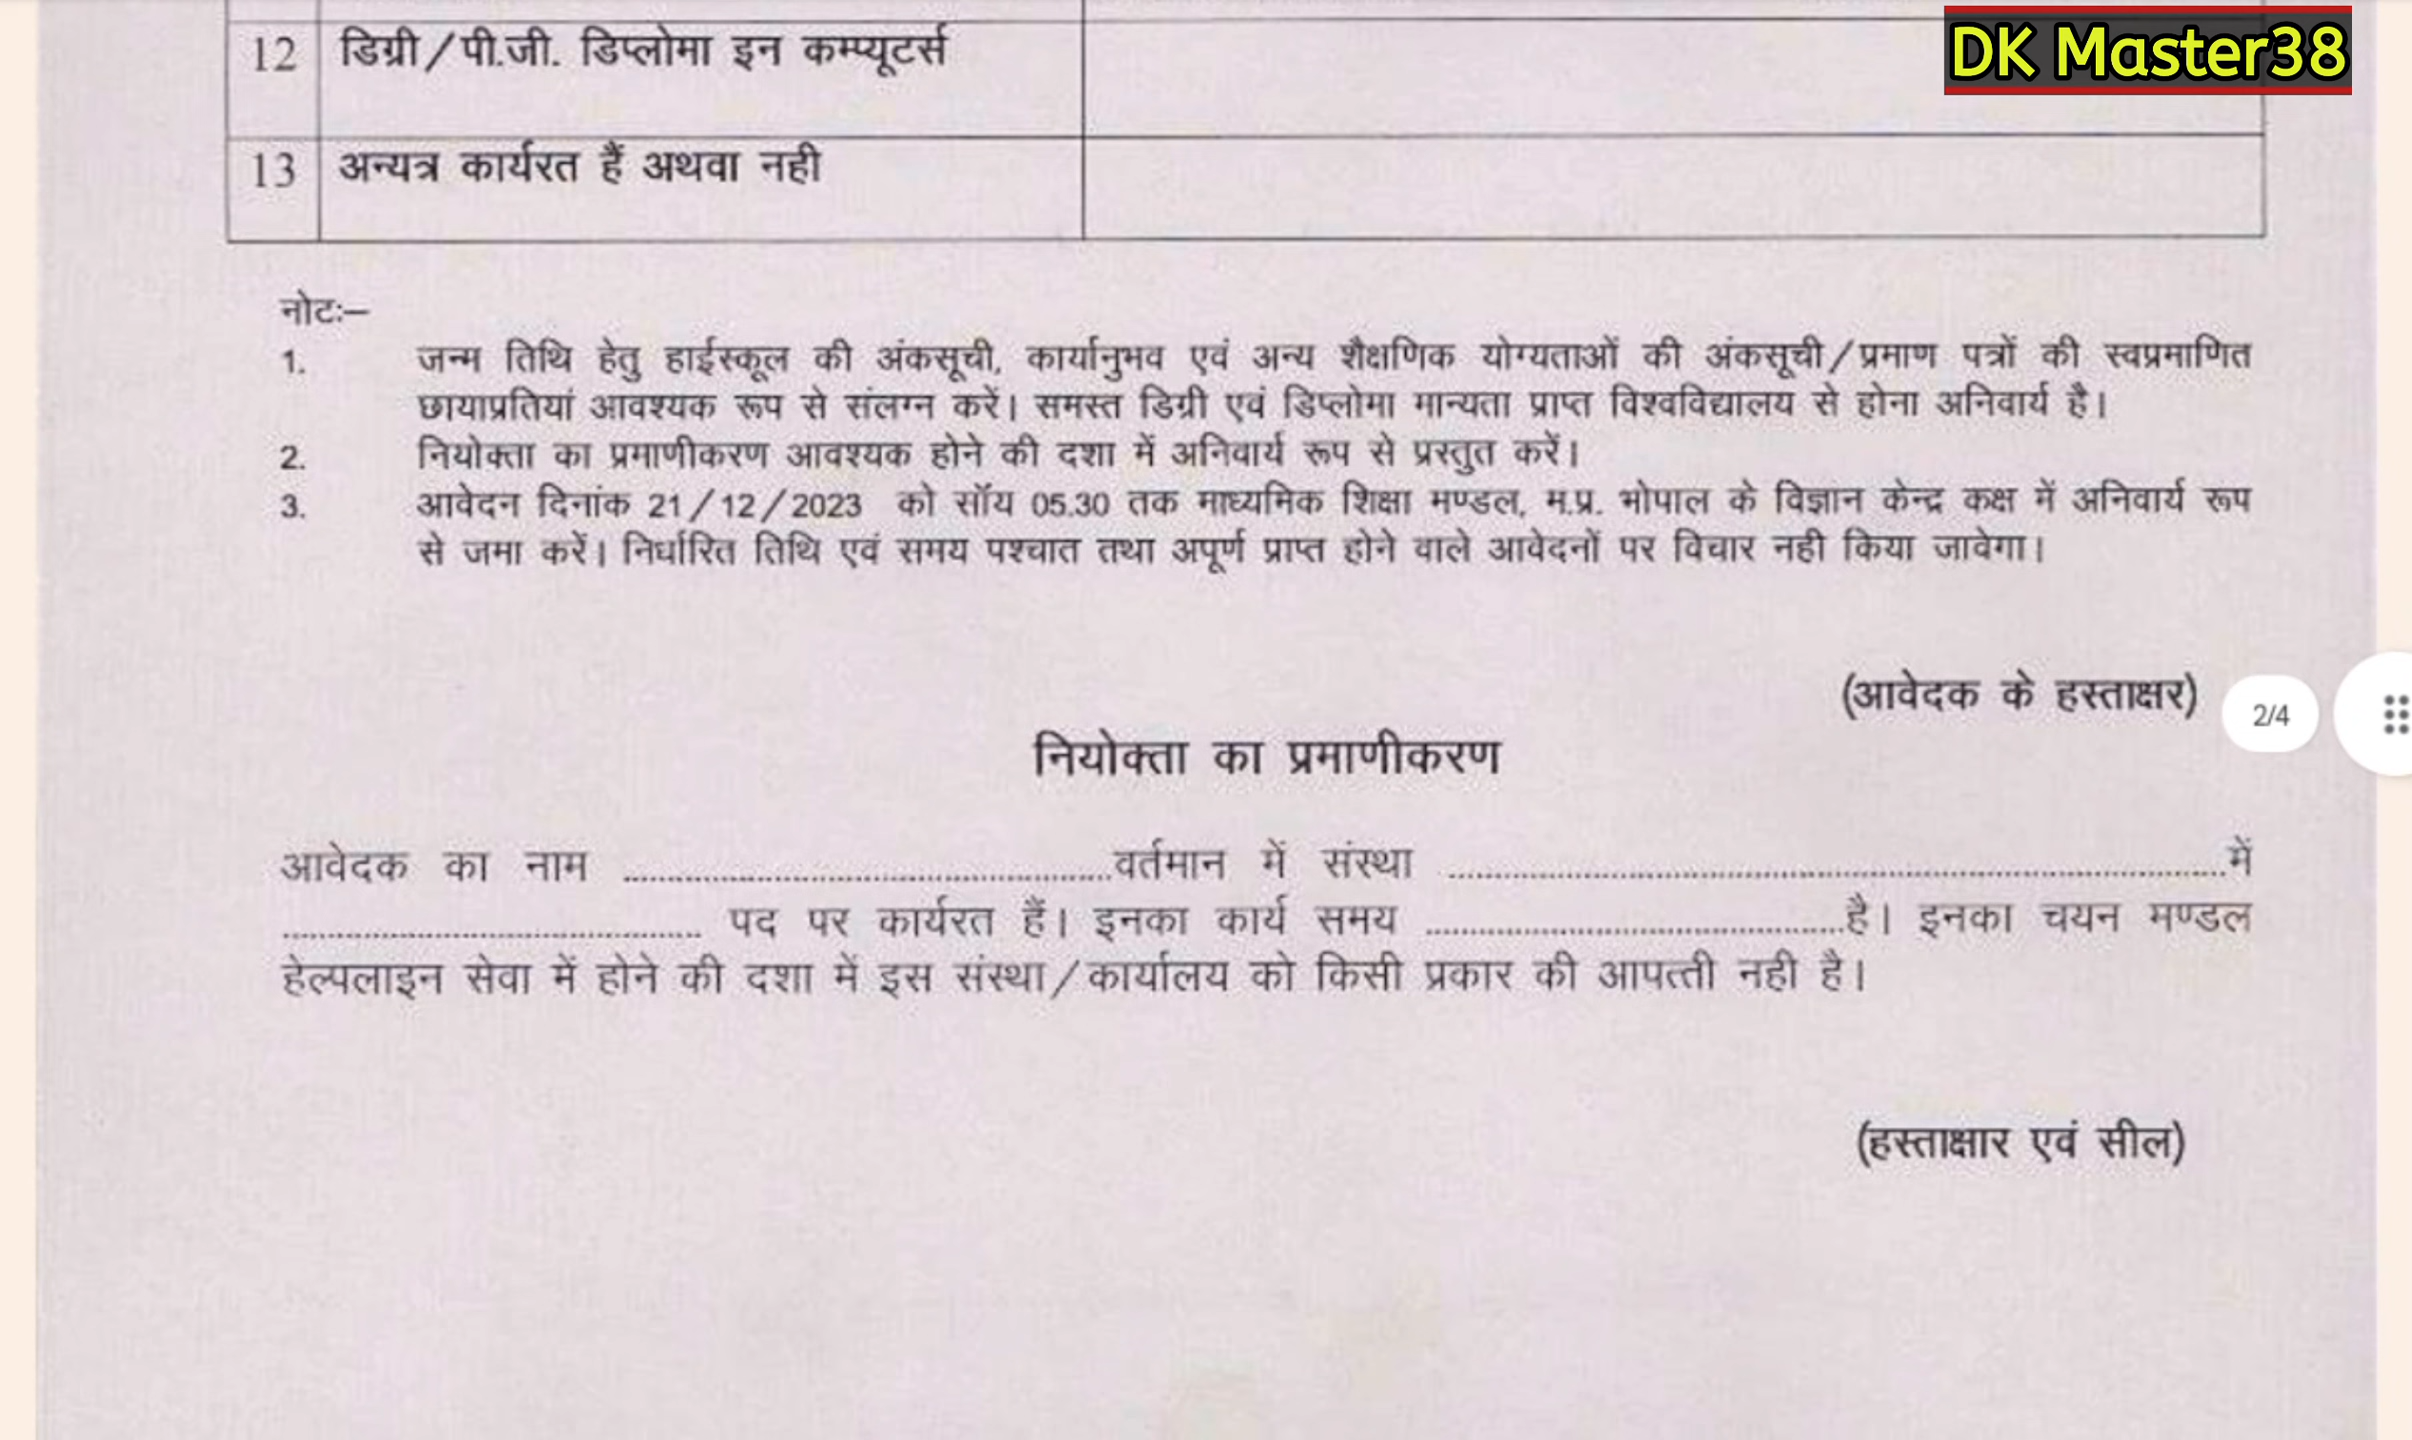 DK Master38
12 डिग्री/पी.जी. डिप्लोमा इन कम्प्यूटर्स
13 अन्यत्र कार्यरत हैं अथवा नही
नोटः–
1. जन्म तिथि हेतु हाईस्कूल की अंकसूची, कार्यानुभव एवं अन्य शैक्षणिक योग्यताओं की अंकसूची/प्रमाण पत्रों की स्वप्रमाणित
छायाप्रतियां आवश्यक रूप से संलग्न करें। समस्त डिग्री एवं डिप्लोमा मान्यता प्राप्त विश्वविद्यालय से होना अनिवार्य है।
2. नियोक्ता का प्रमाणीकरण आवश्यक होने की दशा में अनिवार्य रूप से प्रस्तुत करें।
3. आवेदन दिनांक 21/12/2023 को सॉय 05.30 तक माध्यमिक शिक्षा मण्डल, म.प्र. भोपाल के विज्ञान केन्द्र कक्ष में अनिवार्य रूप
से जमा करें। निर्धारित तिथि एवं समय पश्चात तथा अपूर्ण प्राप्त होने वाले आवेदनों पर विचार नही किया जावेगा।
(आवेदक के हस्ताक्षर)
2/4
नियोक्ता का प्रमाणीकरण
आवेदक का नाम ................................................वर्तमान में संस्था ............................................................................में
.......................................... पद पर कार्यरत हैं। इनका कार्य समय ..........................................है। इनका चयन मण्डल
हेल्पलाइन सेवा में होने की दशा में इस संस्था/कार्यालय को किसी प्रकार की आपत्ती नही है।
(हस्ताक्षार एवं सील)